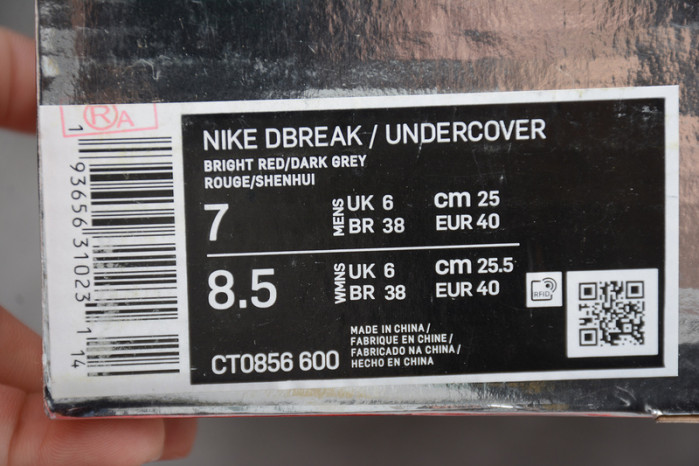 RA
NIKE DBREAK / UNDERCOVER
BRIGHT RED/DARK GREY
ROUGE/SHENHUI
7 MENS UK 6 cm 25
BR 38 EUR 40
8.5 WMNS UK 6 cm 25.5
BR 38 EUR 40
RFID
CT0856 600
MADE IN CHINA /
FABRIQUE EN CHINE /
FABRICADO NA CHINA /
HECHO EN CHINA
1 93656 31023 1 14